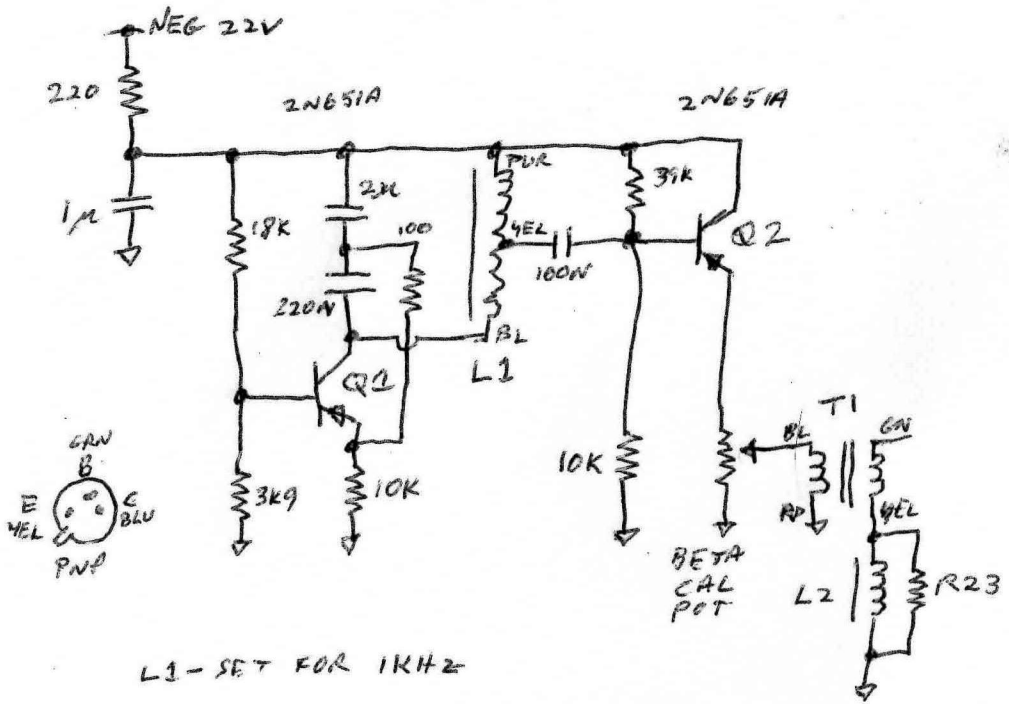 NEG 22V
220
2N651A
2N651A
1µ
18K
2µ
100
PUR
YEL
39K
Q2
220N
100N
BL
L1
Q1
GRN
B
E
C
YEL
BLU
PNP
3K9
10K
10K
BETA
CAL
POT
T1
BL
GN
RD
YEL
L2
R23
L1 - SET FOR 1KHZ